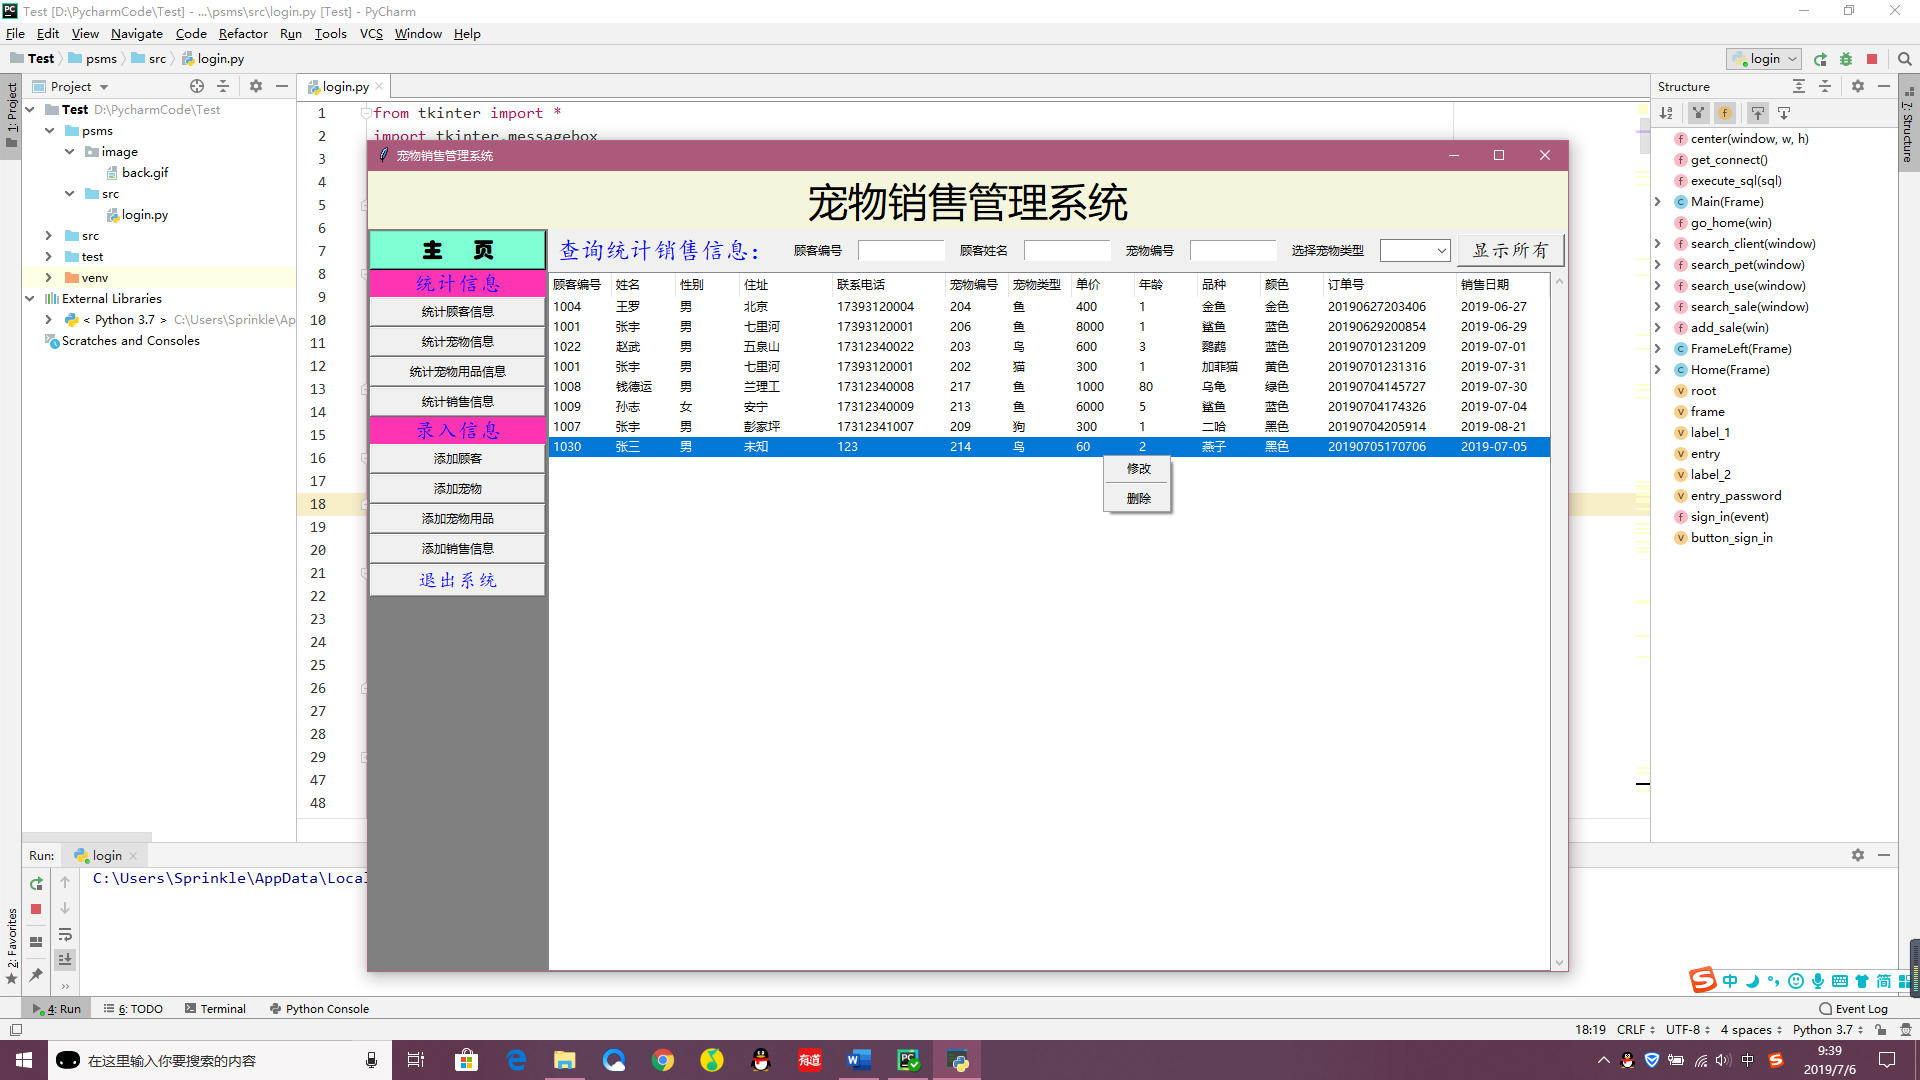 Test [D:\PycharmCode\Test] - ...\psms\src\login.py [Test] - PyCharm
File Edit View Navigate Code Refactor Run Tools VCS Window Help
Test psms src login.py
login
Project
login.py
Structure
1: Project
7: Structure
Test D:\PycharmCode\Test
psms
image
back.gif
src
login.py
src
test
venv
External Libraries
< Python 3.7 > C:\Users\Sprinkle\Ap
Scratches and Consoles
1 from tkinter import *
2 import tkinter.messagebox
3
4
5
6
7
8
9
10
11
12
13
14
15
16
17
18
19
20
21
22
23
24
25
26
27
28
29
47
48
宠物销售管理系统
宠物销售管理系统
主 页
统计信息
统计顾客信息
统计宠物信息
统计宠物用品信息
统计销售信息
录入信息
添加顾客
添加宠物
添加宠物用品
添加销售信息
退出系统
查询统计销售信息: 顾客编号 顾客姓名 宠物编号 选择宠物类型 显示所有
顾客编号 姓名 性别 住址 联系电话 宠物编号 宠物类型 单价 年龄 品种 颜色 订单号 销售日期
1004 王罗 男 北京 17393120004 204 鱼 400 1 金鱼 金色 20190627203406 2019-06-27
1001 张宇 男 七里河 17393120001 206 鱼 8000 1 鲨鱼 蓝色 20190629200854 2019-06-29
1022 赵武 男 五泉山 17312340022 203 鸟 600 3 鹦鹉 蓝色 20190701231209 2019-07-01
1001 张宇 男 七里河 17393120001 202 猫 300 1 加菲猫 黄色 20190701231316 2019-07-31
1008 钱德运 男 兰理工 17312340008 217 鱼 1000 80 乌龟 绿色 20190704145727 2019-07-30
1009 孙志 女 安宁 17312340009 213 鱼 6000 5 鲨鱼 蓝色 20190704174326 2019-07-04
1007 张宇 男 彭家坪 17312341007 209 狗 300 1 二哈 黑色 20190704205914 2019-08-21
1030 张三 男 未知 123 214 鸟 60 2 燕子 黑色 20190705170706 2019-07-05
修改
删除
center(window, w, h)
get_connect()
execute_sql(sql)
Main(Frame)
go_home(win)
search_client(window)
search_pet(window)
search_use(window)
search_sale(window)
add_sale(win)
FrameLeft(Frame)
Home(Frame)
root
frame
label_1
entry
label_2
entry_password
sign_in(event)
button_sign_in
Run: login
C:\Users\Sprinkle\AppData\Loca
2: Favorites
中 简
4: Run 6: TODO Terminal Python Console Event Log
18:19 CRLF UTF-8 4 spaces Python 3.7
在这里输入你要搜索的内容
有道
中
9:39
2019/7/6